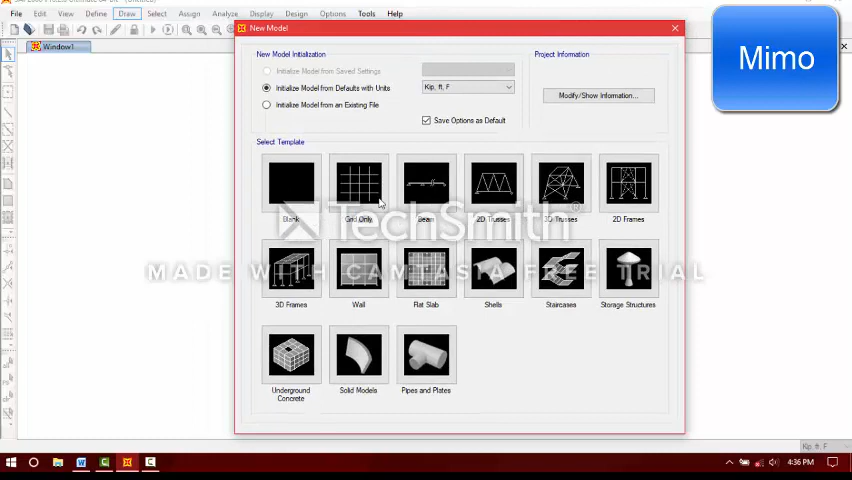 File View Define Draw Select Assign Analyze Display Design Options Tools Help
New Model
Window1
Mimo
New Model Initialization
Project Information
Initialize Model from Saved Settings
Initialize Model from Defaults with Units
Kip, ft, F
Modify/Show Information...
Initialize Model from an Existing File
Save Options as Default
Select Template
Blank Grid Only Beam 2D Trusses 3D Trusses 2D Frames
TechSmith
MADE WITH CAMTASIA FREE TRIAL
3D Frames Wall Flat Slab Shells Staircases Storage Structures
Underground Concrete Solid Models Pipes and Plates
Kip, ft, F
4:36 PM